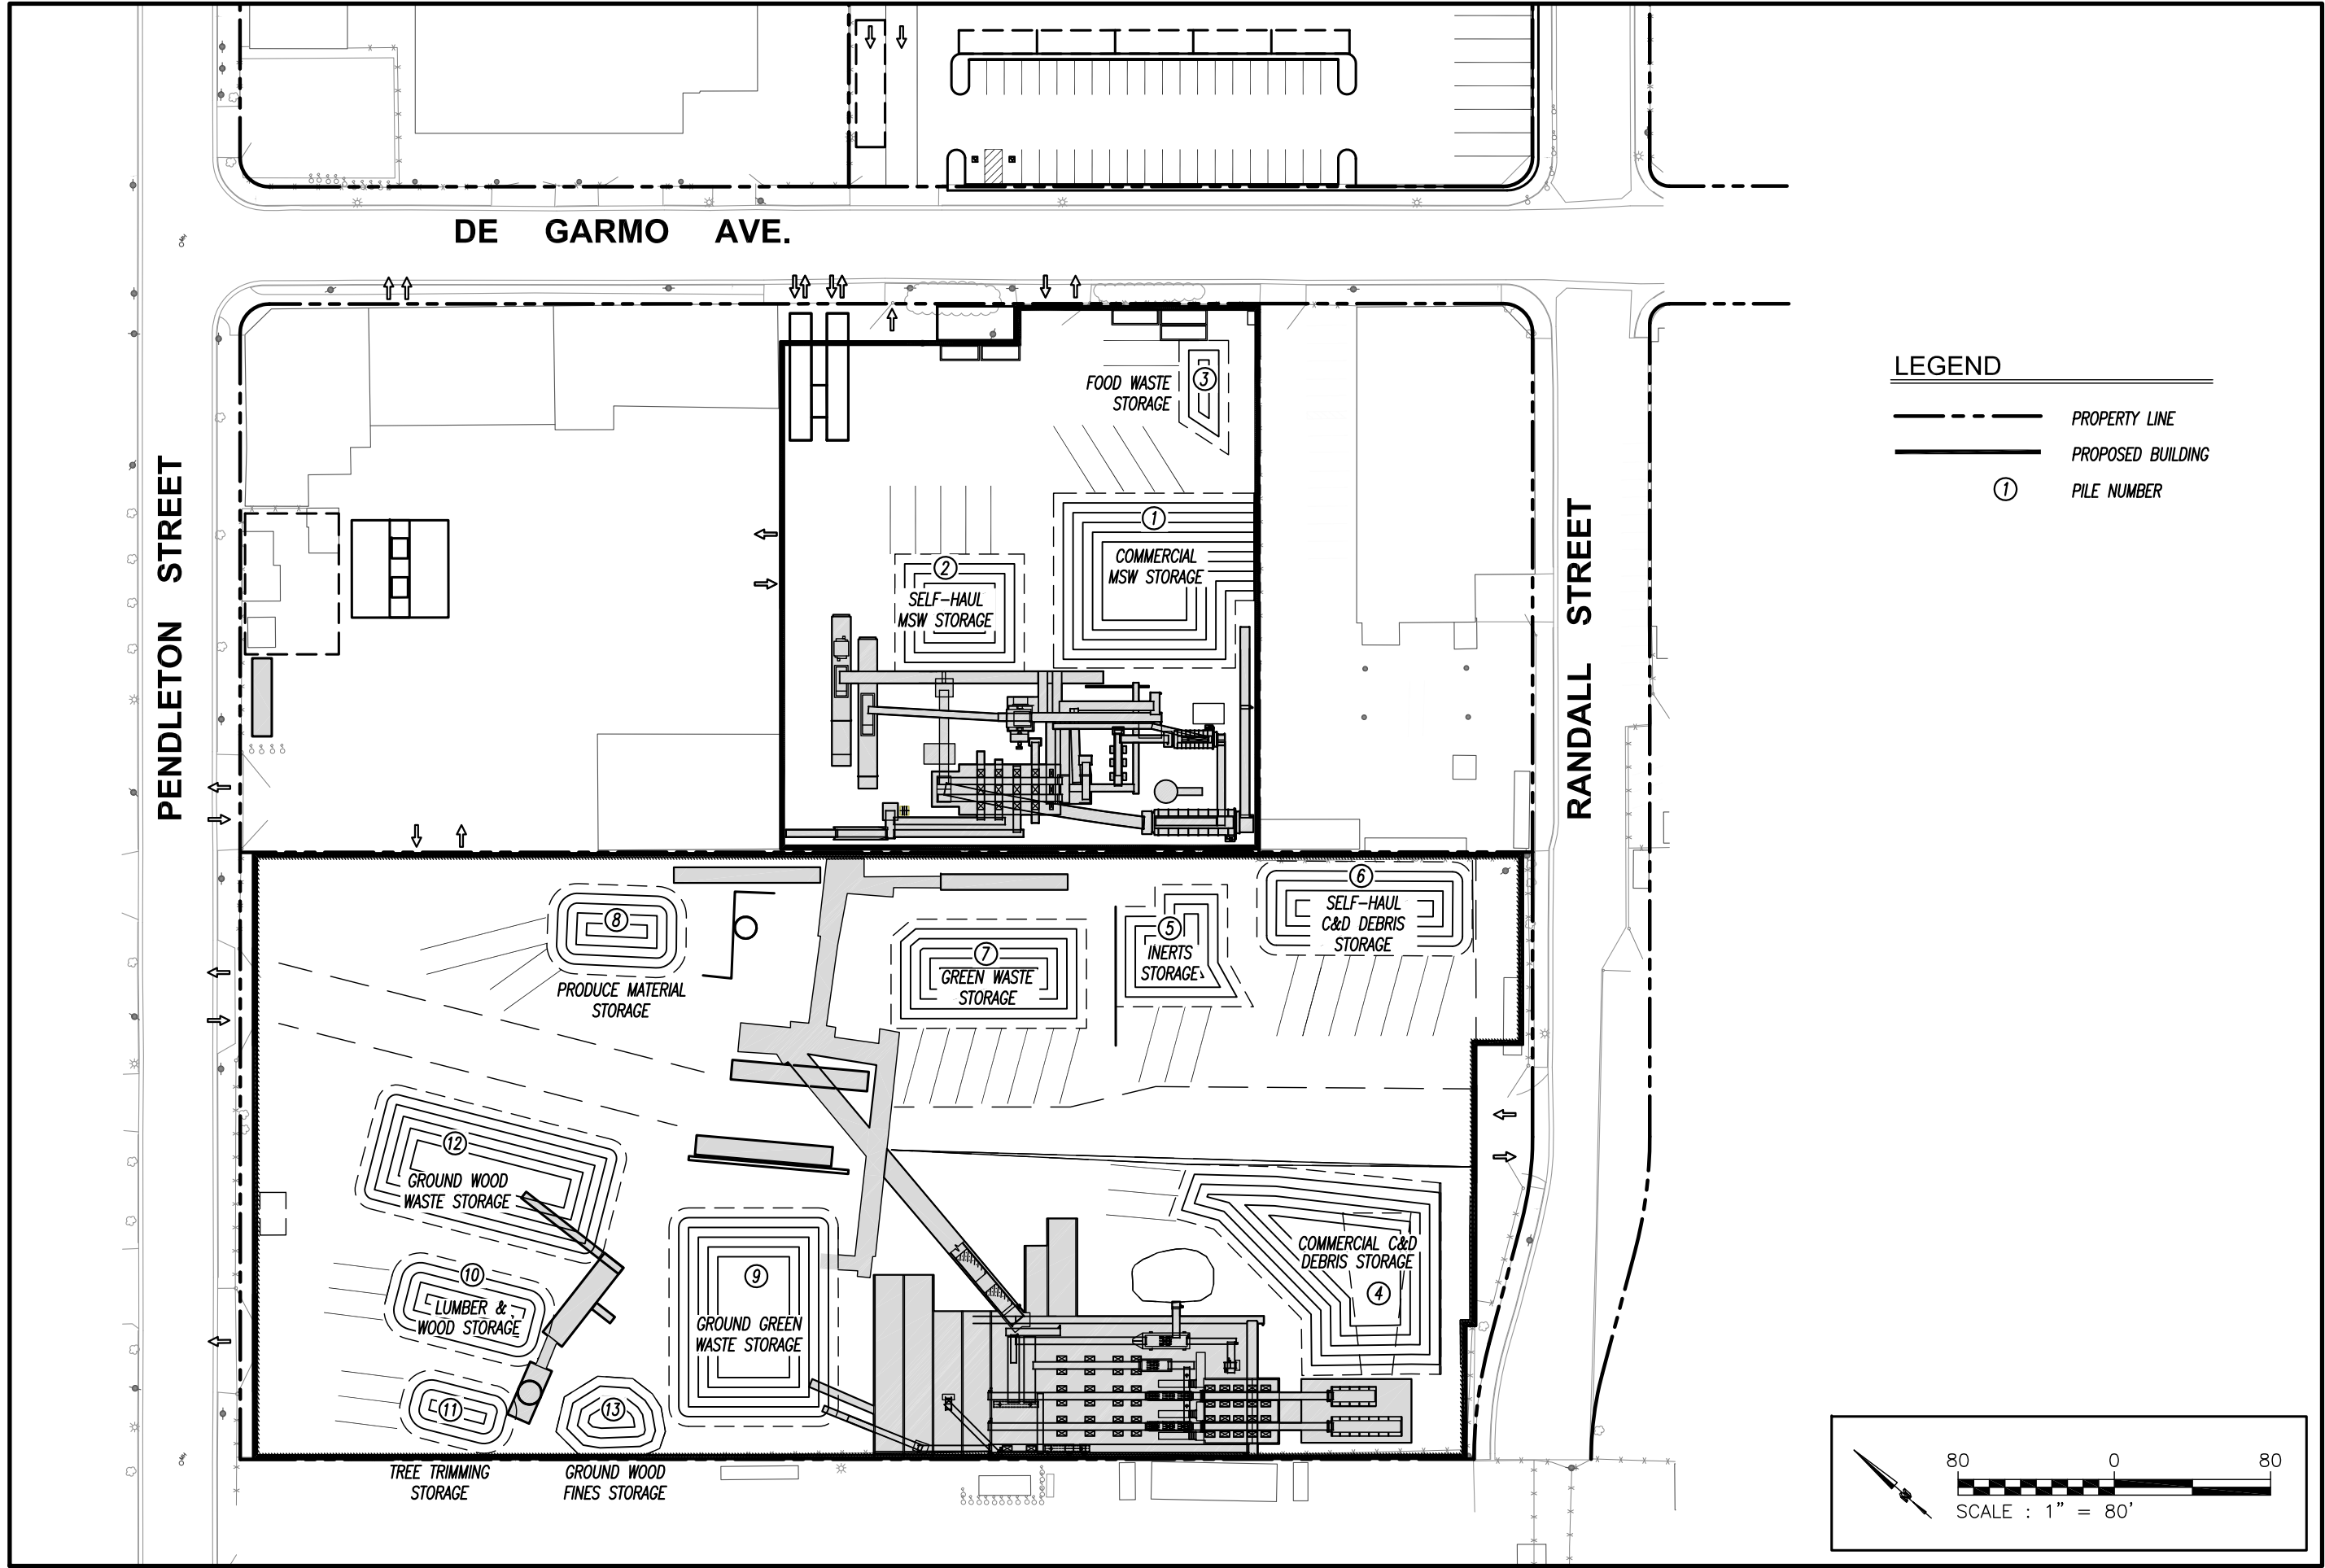 DE GARMO AVE.
LEGEND
PROPERTY LINE
PROPOSED BUILDING
1 PILE NUMBER
PENDLETON STREET
RANDALL STREET
3
FOOD WASTE
STORAGE
1
COMMERCIAL
MSW STORAGE
2
SELF-HAUL
MSW STORAGE
6
SELF-HAUL
C&D DEBRIS
STORAGE
8
PRODUCE MATERIAL
STORAGE
7
GREEN WASTE
STORAGE
5
INERTS
STORAGE
12
GROUND WOOD
WASTE STORAGE
10
LUMBER &
WOOD STORAGE
9
GROUND GREEN
WASTE STORAGE
COMMERCIAL C&D
DEBRIS STORAGE
4
11
TREE TRIMMING
STORAGE
13
GROUND WOOD
FINES STORAGE
80 0 80
SCALE : 1" = 80'